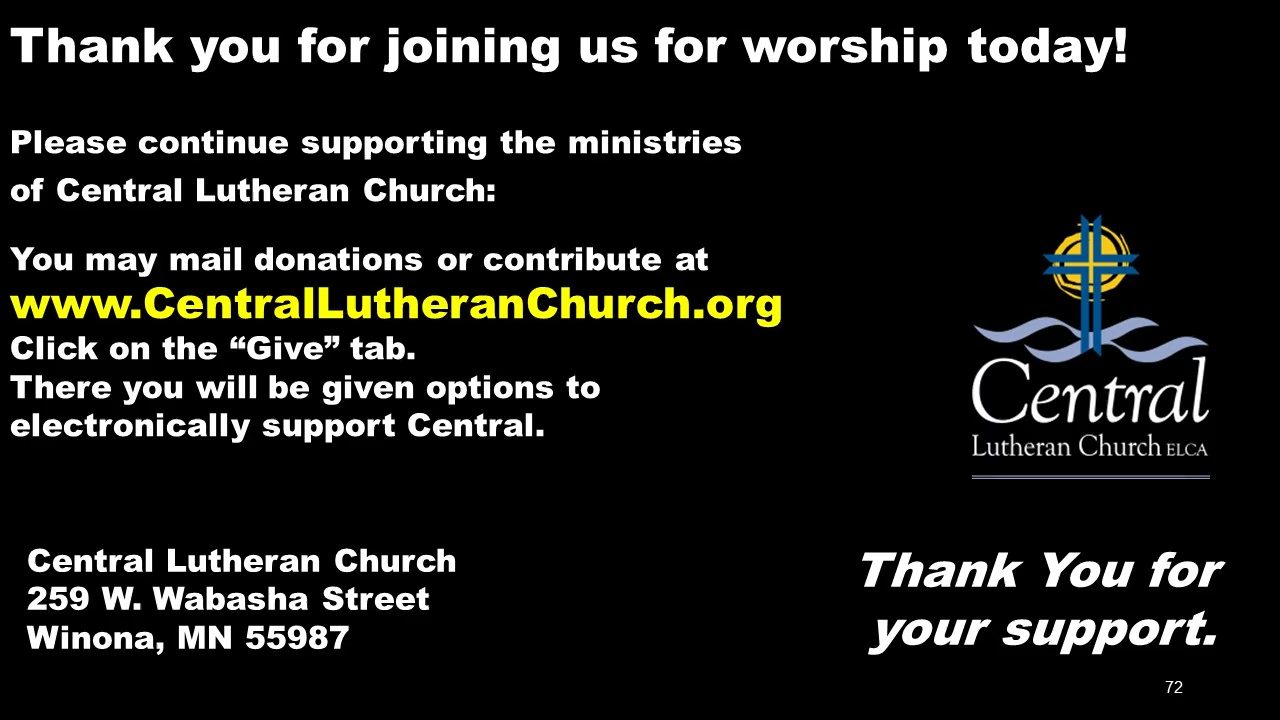 Thank you for joining us for worship today!
Please continue supporting the ministries
of Central Lutheran Church:
You may mail donations or contribute at
www.CentralLutheranChurch.org
Click on the “Give” tab.
There you will be given options to
electronically support Central.
Central
Lutheran Church ELCA
Central Lutheran Church
259 W. Wabasha Street
Winona, MN 55987
Thank You for
your support.
72